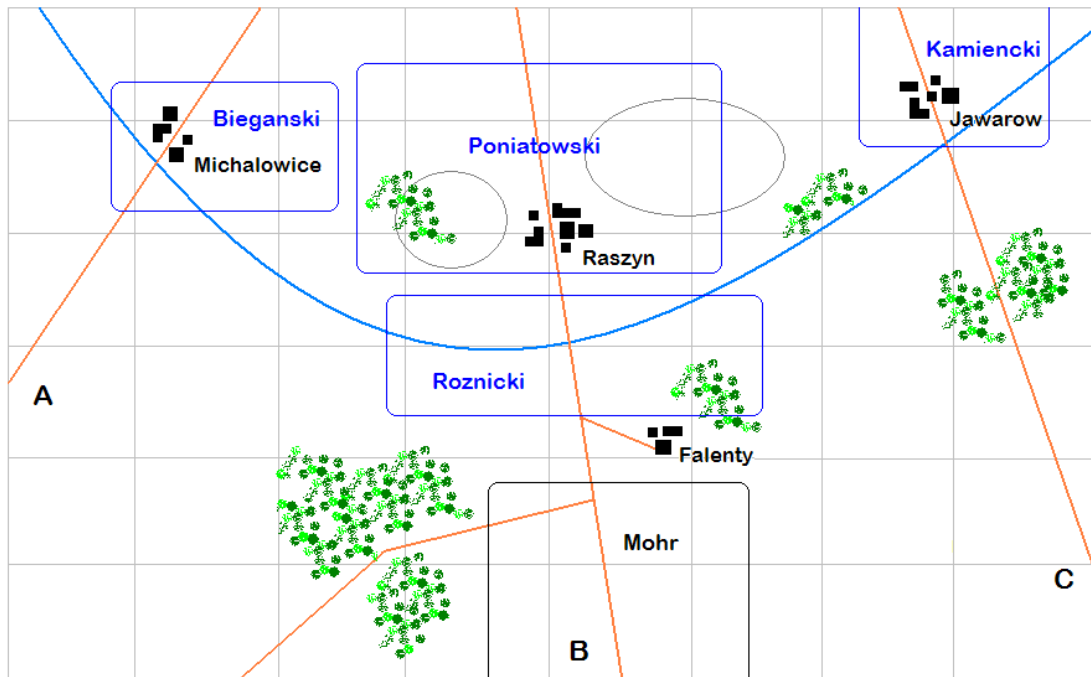 Kamiencki
Bieganski
Jawarow
Poniatowski
Michalowice
Raszyn
Roznicki
A
Falenty
Mohr
C
B